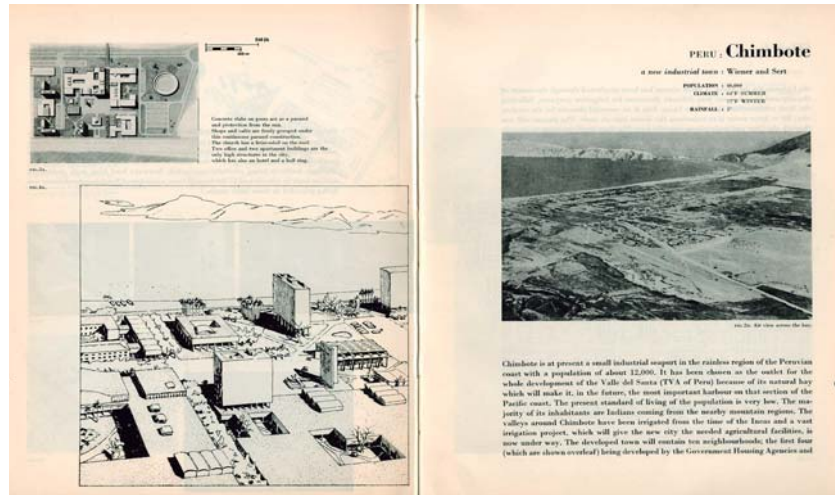 Concrete slabs on posts act as a parasol
and protection from the sun.
Shops and cafés are freely grouped under
this continuous parasol construction.
The church has a belvedere on the roof
Two office and two apartment buildings are the
only high structures in the city,
which has also an hotel and a bull ring.
PERU : Chimbote
a new industrial town : Wiener and Sert
POPULATION :
CLIMATE : SUMMER
WINTER
RAINFALL :
Air view across the bay.
Chimbote is at present a small industrial seaport in the rainless region of the Peruvian
coast with a population of about 12,000. It has been chosen as the outlet for the
whole development of the Valle del Santa (TVA of Peru) because of its natural bay
which will make it, in the future, the most important harbour on that section of the
Pacific coast. The present standard of living of the population is very low. The ma-
jority of its inhabitants are Indians coming from the nearby mountain regions. The
valleys around Chimbote have been irrigated from the time of the Incas and a vast
irrigation project, which will give the new city the needed agricultural facilities, is
now under way. The developed town will contain ten neighbourhoods; the first four
(which are shown overleaf) being developed by the Government Housing Agencies and